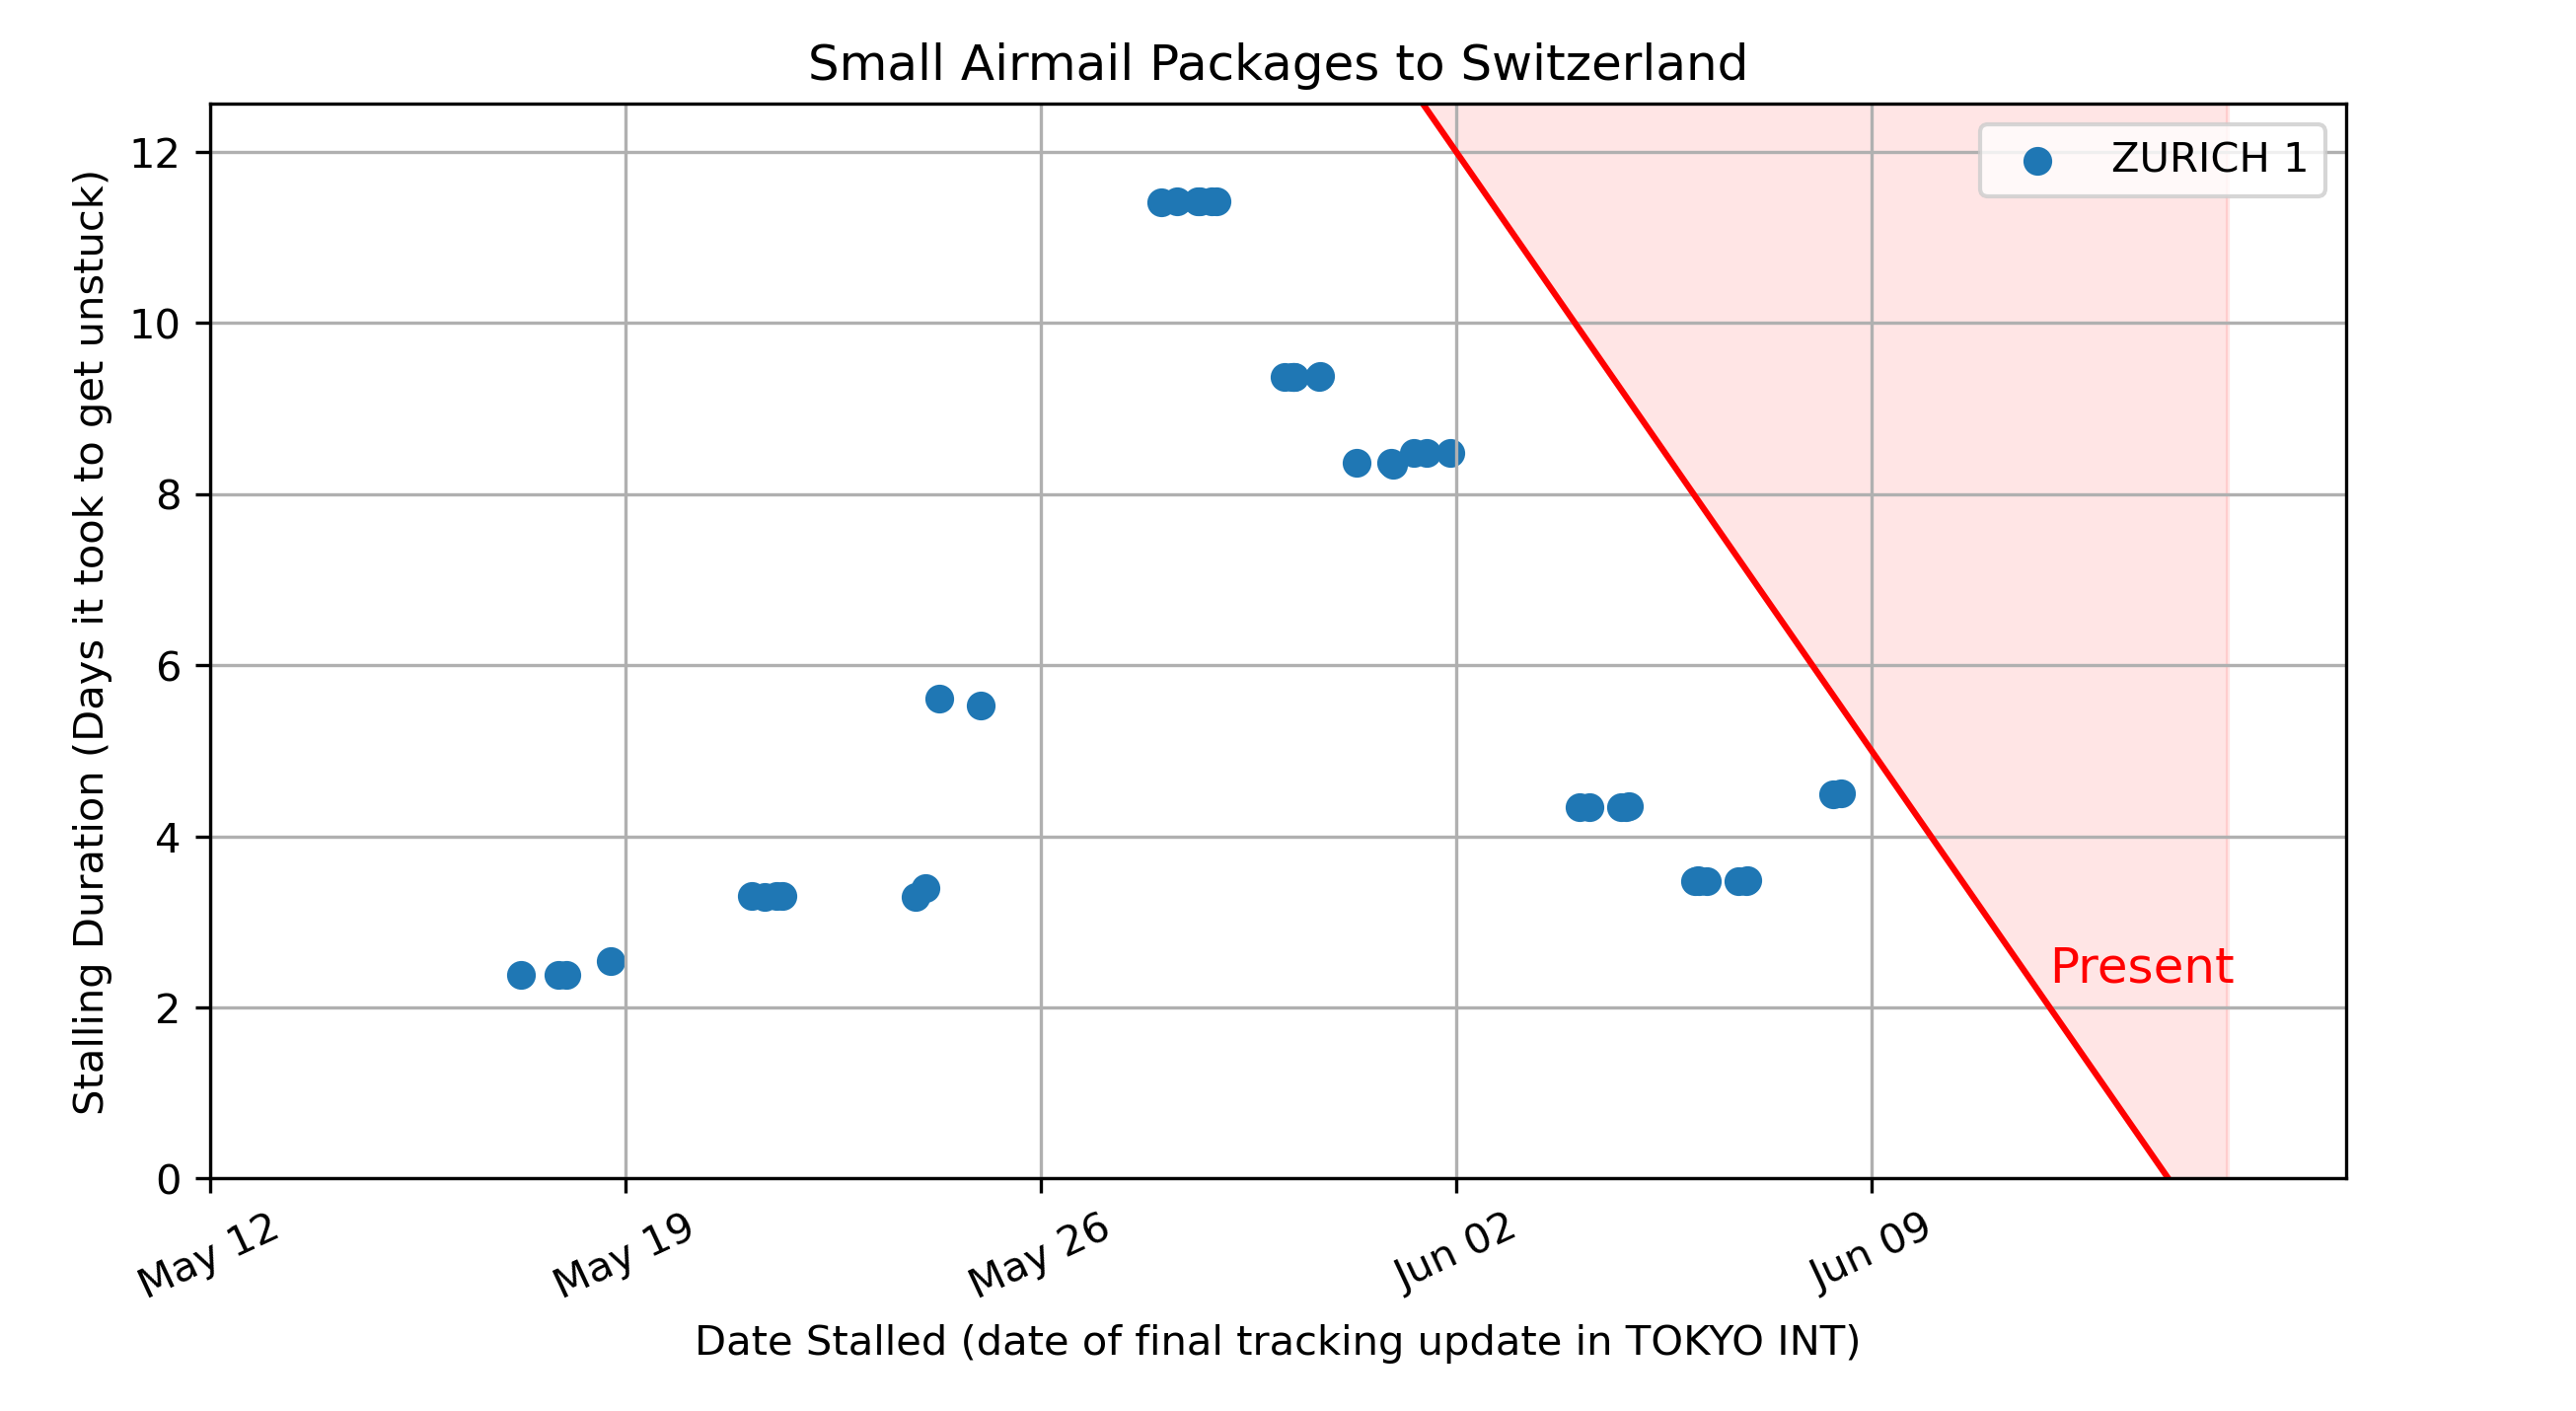 Small Airmail Packages to Switzerland
ZURICH 1
Stalling Duration (Days it took to get unstuck)
12
10
8
6
4
2
0
Present
May 12
May 19
May 26
Jun 02
Jun 09
Date Stalled (date of final tracking update in TOKYO INT)